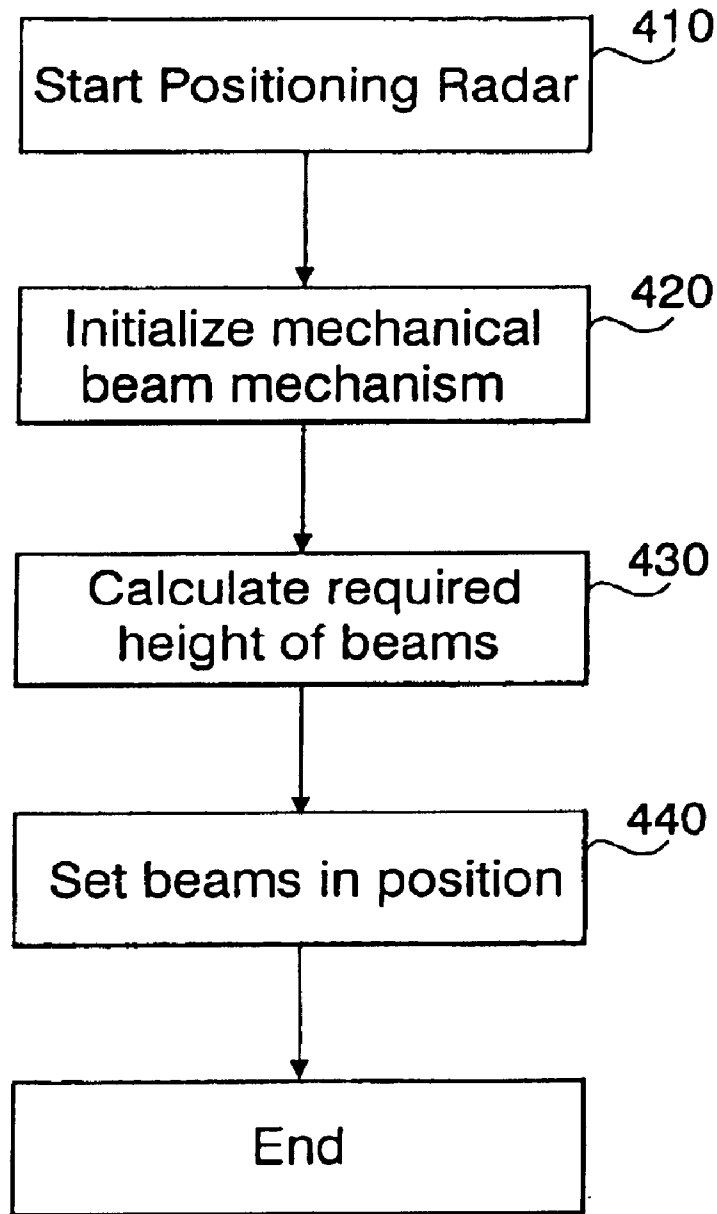 410
Start Positioning Radar
420
Initialize mechanical
beam mechanism
430
Calculate required
height of beams
440
Set beams in position
End